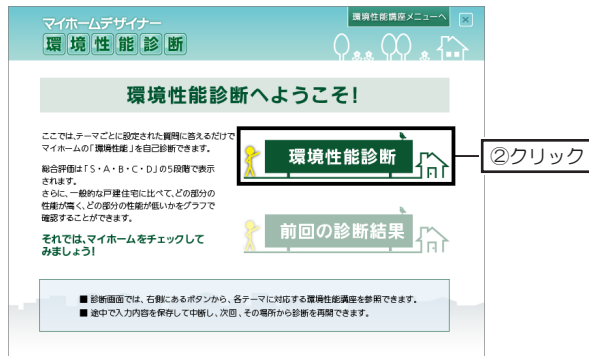 マイホームデザイナー
環境性能診断
環境性能講座メニューへ
環境性能診断へようこそ!
ここでは、テーマごとに設定された質問に答えるだけで
マイホームの「環境性能」を自己診断できます。
総合評価は「S・A・B・C・D」の5段階で表示
されます。
さらに、一般的な戸建住宅に比べて、どの部分の
性能が高く、どの部分の性能が低いかをグラフで
確認することができます。
それでは、マイホームをチェックして
みましょう!
環境性能診断
②クリック
前回の診断結果
■ 診断画面では、右側にあるボタンから、各テーマに対応する環境性能講座を参照できます。
■ 途中で入力内容を保存して中断し、次回、その場所から診断を再開できます。